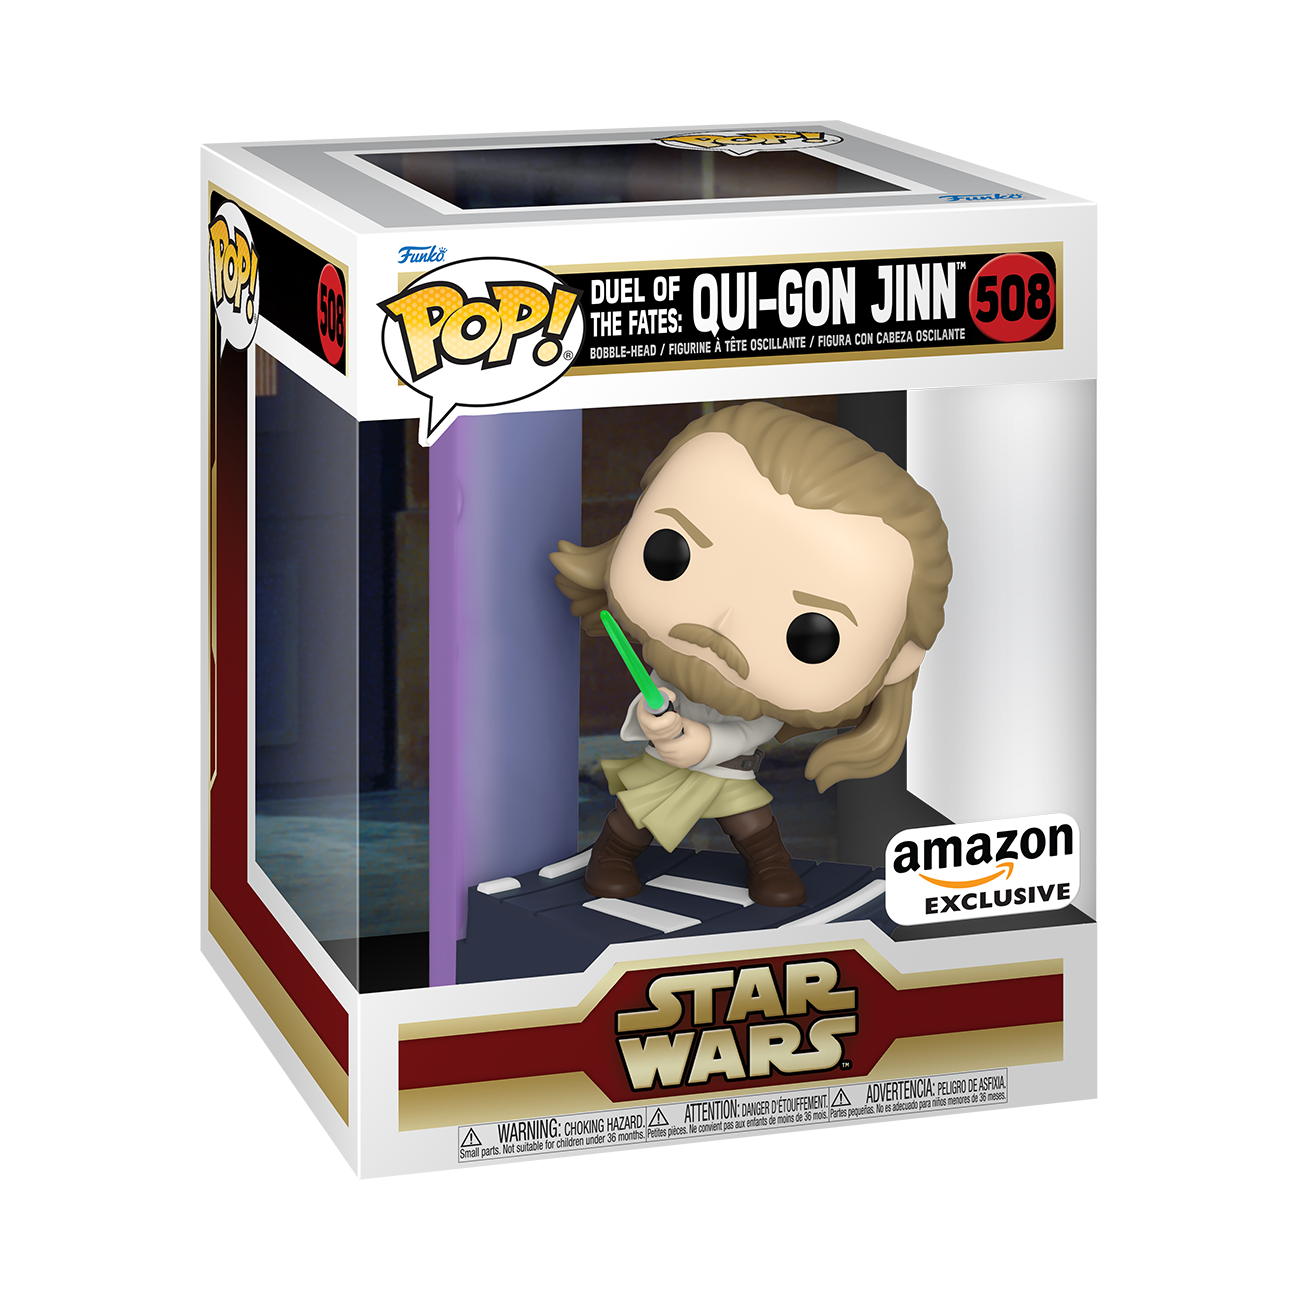 POP!
Funko
POP!
508
Funko
POP!®
DUEL OF
THE FATES:
QUI-GON JINN™
508
BOBBLE-HEAD / FIGURINE À TÊTE OSCILLANTE / FIGURA CON CABEZA OSCILANTE
amazon
EXCLUSIVE
STAR
WARS™
WARNING: CHOKING HAZARD.
Small parts. Not suitable for children under 36 months.
ATTENTION: DANGER D'ÉTOUFFEMENT.
Petites pièces. Ne convient pas aux enfants de moins de 36 mois.
ADVERTENCIA: PELIGRO DE ASFIXIA.
Partes pequeñas. No es adecuado para niños menores de 36 meses.